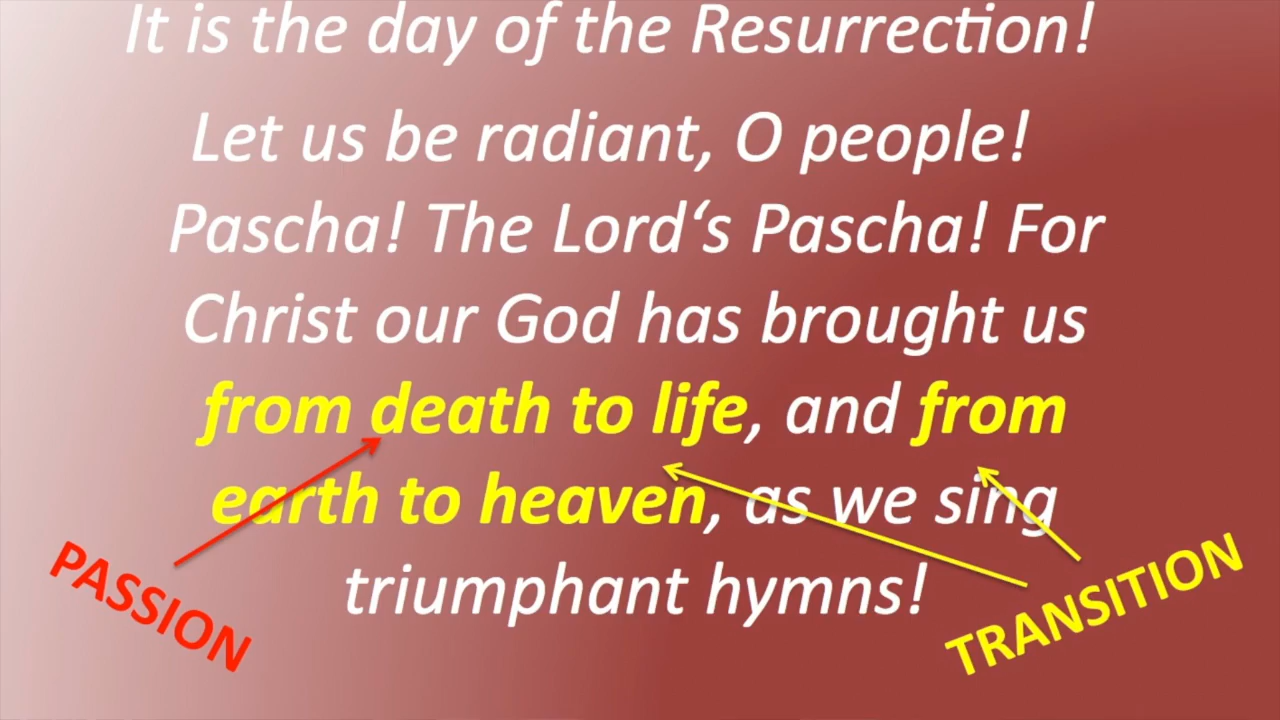 It is the day of the Resurrection!
Let us be radiant, O people!
Pascha! The Lord‘s Pascha! For
Christ our God has brought us
from death to life, and from
earth to heaven, as we sing
triumphant hymns!
PASSION
TRANSITION